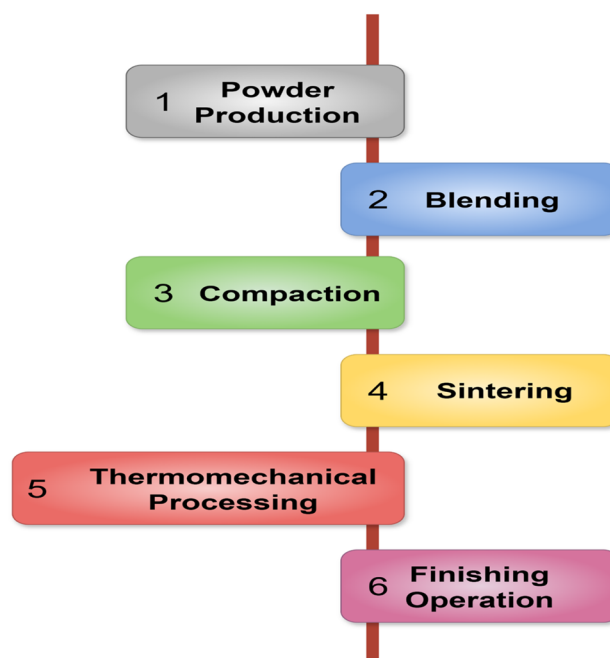 1 Powder
Production
2 Blending
3 Compaction
4 Sintering
5 Thermomechanical
Processing
6 Finishing
Operation